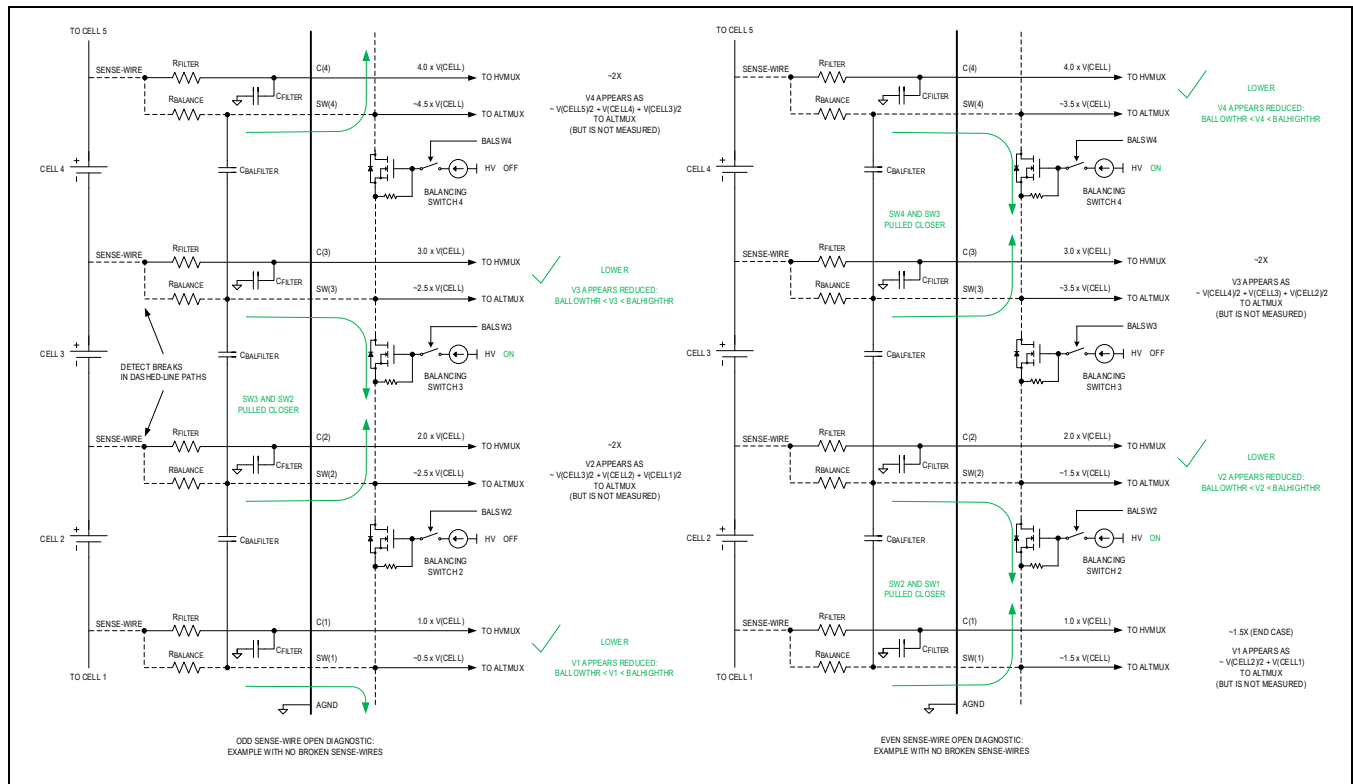 TO CELL 5
SENSE-WIRE
RFILTER
C(4)
4.0 x V(CELL)
TO HVMUX
CFILTER
RBALANCE
SW(4)
~4.5 x V(CELL)
TO ALTMUX
~2X
V4 APPEARS AS
~ V(CELL5)/2 + V(CELL4) + V(CELL3)/2
TO ALTMUX
(BUT IS NOT MEASURED)
BALSW4
HV OFF
BALANCING
SWITCH 4
CELL 4
+
-
CBALFILTER
SENSE-WIRE
RFILTER
C(3)
3.0 x V(CELL)
TO HVMUX
CFILTER
RBALANCE
SW(3)
~2.5 x V(CELL)
TO ALTMUX
LOWER
V3 APPEARS REDUCED:
BALLOWTHR < V3 < BALHIGHTHR
BALSW3
HV ON
BALANCING
SWITCH 3
CELL 3
+
-
CBALFILTER
DETECT BREAKS
IN DASHED-LINE PATHS
SW3 AND SW2
PULLED CLOSER
SENSE-WIRE
RFILTER
C(2)
2.0 x V(CELL)
TO HVMUX
CFILTER
RBALANCE
SW(2)
~2.5 x V(CELL)
TO ALTMUX
~2X
V2 APPEARS AS
~ V(CELL3)/2 + V(CELL2) + V(CELL1)/2
TO ALTMUX
(BUT IS NOT MEASURED)
BALSW2
HV OFF
BALANCING
SWITCH 2
CELL 2
+
-
CBALFILTER
SENSE-WIRE
RFILTER
C(1)
1.0 x V(CELL)
TO HVMUX
CFILTER
RBALANCE
SW(1)
~0.5 x V(CELL)
TO ALTMUX
LOWER
V1 APPEARS REDUCED:
BALLOWTHR < V1 < BALHIGHTHR
TO CELL 1
AGND
ODD SENSE-WIRE OPEN DIAGNOSTIC:
EXAMPLE WITH NO BROKEN SENSE-WIRES
TO CELL 5
SENSE-WIRE
RFILTER
C(4)
4.0 x V(CELL)
TO HVMUX
CFILTER
RBALANCE
SW(4)
~3.5 x V(CELL)
TO ALTMUX
LOWER
V4 APPEARS REDUCED:
BALLOWTHR < V4 < BALHIGHTHR
BALSW4
HV ON
BALANCING
SWITCH 4
CELL 4
+
-
CBALFILTER
SW4 AND SW3
PULLED CLOSER
SENSE-WIRE
RFILTER
C(3)
3.0 x V(CELL)
TO HVMUX
CFILTER
RBALANCE
SW(3)
~3.5 x V(CELL)
TO ALTMUX
~2X
V3 APPEARS AS
~ V(CELL4)/2 + V(CELL3) + V(CELL2)/2
TO ALTMUX
(BUT IS NOT MEASURED)
BALSW3
HV OFF
BALANCING
SWITCH 3
CELL 3
+
-
CBALFILTER
SENSE-WIRE
RFILTER
C(2)
2.0 x V(CELL)
TO HVMUX
CFILTER
RBALANCE
SW(2)
~1.5 x V(CELL)
TO ALTMUX
LOWER
V2 APPEARS REDUCED:
BALLOWTHR < V2 < BALHIGHTHR
BALSW2
HV ON
BALANCING
SWITCH 2
CELL 2
+
-
CBALFILTER
SW2 AND SW1
PULLED CLOSER
SENSE-WIRE
RFILTER
C(1)
1.0 x V(CELL)
TO HVMUX
CFILTER
RBALANCE
SW(1)
~1.5 x V(CELL)
TO ALTMUX
~1.5X (END CASE)
V1 APPEARS AS
~ V(CELL2)/2 + V(CELL1)
TO ALTMUX
(BUT IS NOT MEASURED)
TO CELL 1
AGND
EVEN SENSE-WIRE OPEN DIAGNOSTIC:
EXAMPLE WITH NO BROKEN SENSE-WIRES